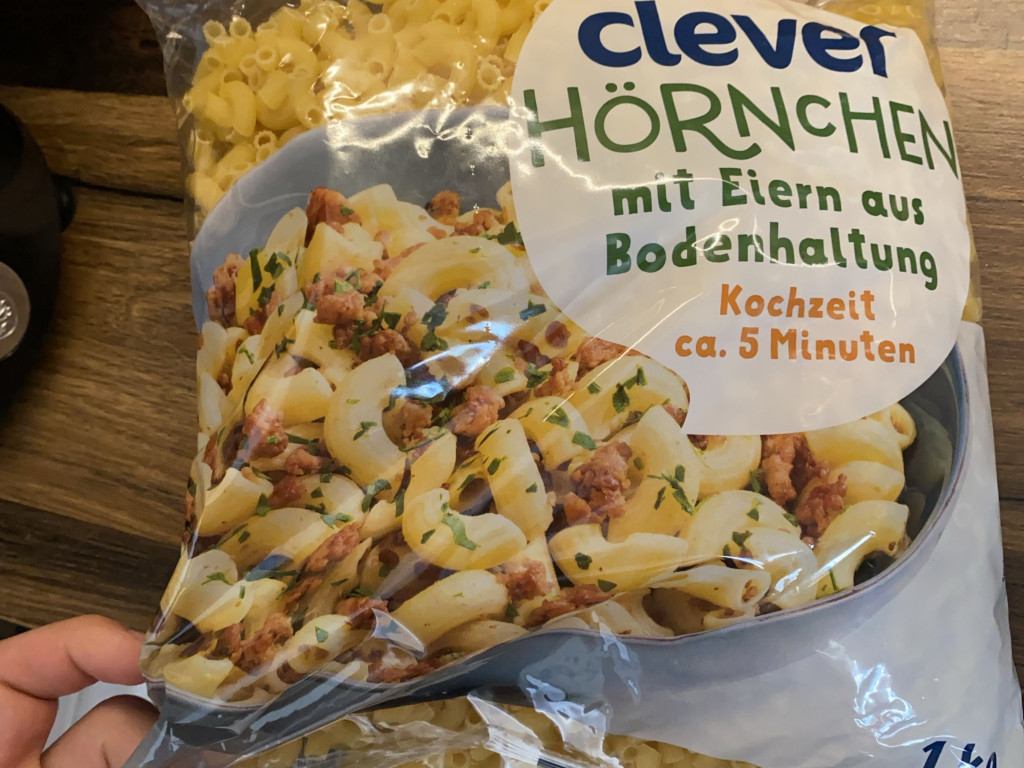 clever
HÖRNCHEN
mit Eiern aus
Bodenhaltung
Kochzeit
ca. 5 Minuten